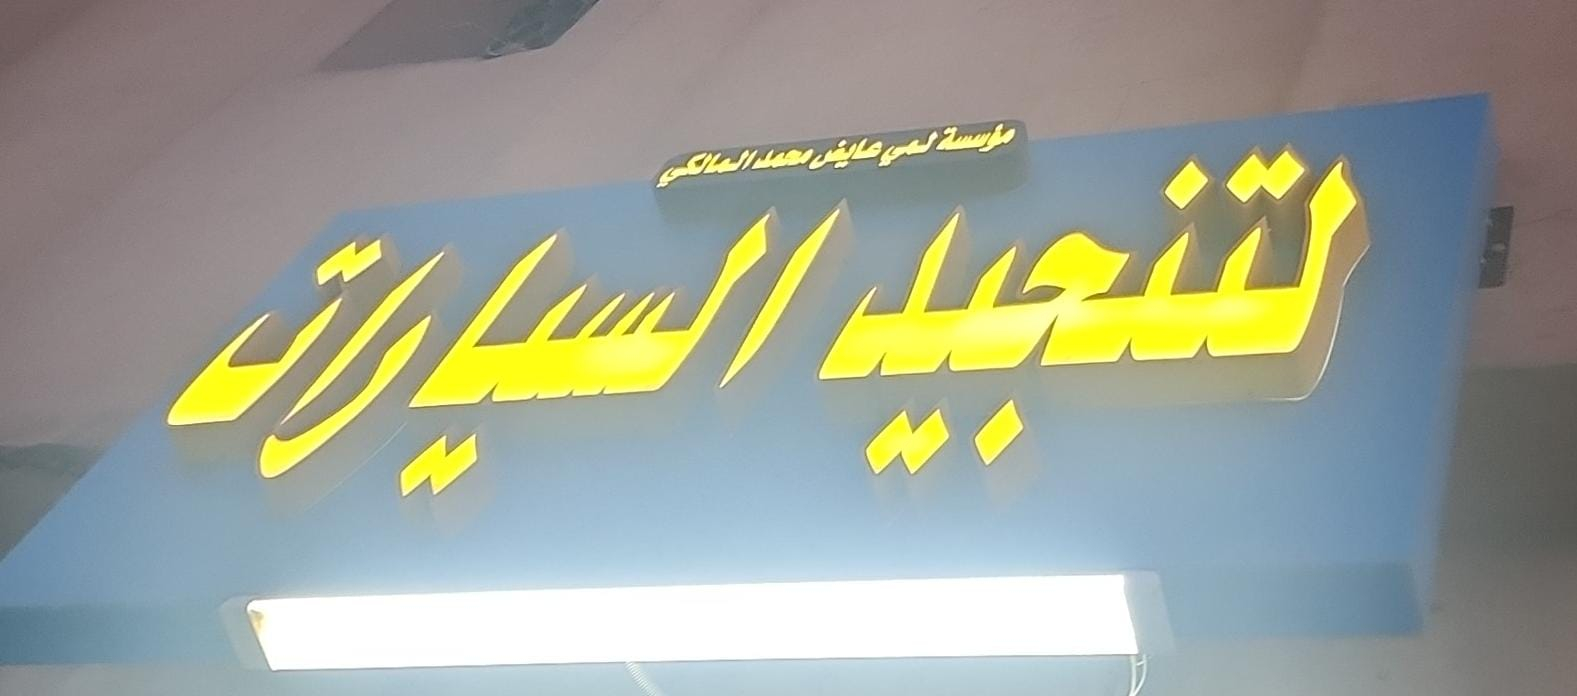 مؤسسة لمي عايض محمد المالكي
لتنجيد السيارات